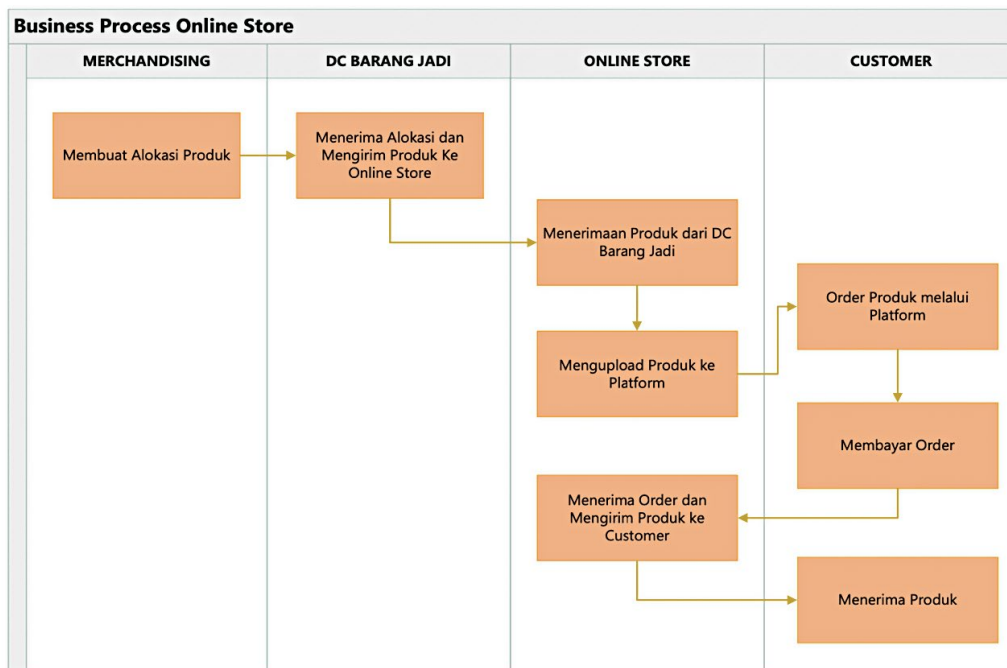 Business Process Online Store
MERCHANDISING
DC BARANG JADI
ONLINE STORE
CUSTOMER
Membuat Alokasi Produk
Menerima Alokasi dan
Mengirim Produk Ke
Online Store
Menerimaan Produk dari DC
Barang Jadi
Mengupload Produk ke
Platform
Order Produk melalui
Platform
Membayar Order
Menerima Order dan
Mengirim Produk ke
Customer
Menerima Produk